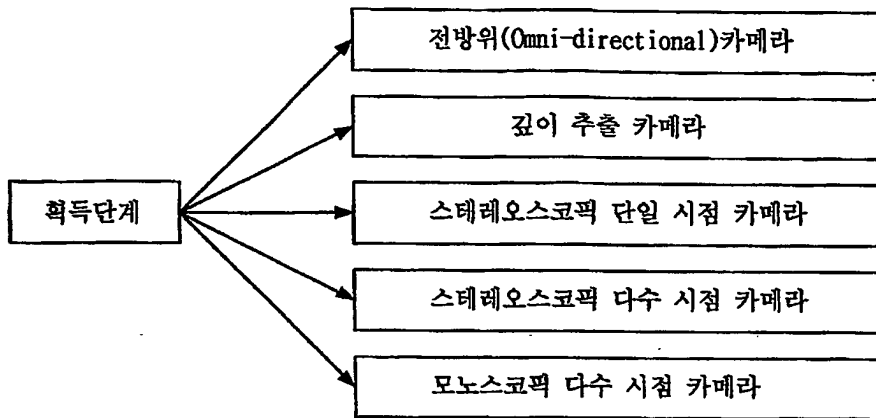 전방위(Omni-directional)카메라
깊이 추출 카메라
획득단계
스테레오스코픽 단일 시점 카메라
스테레오스코픽 다수 시점 카메라
모노스코픽 다수 시점 카메라